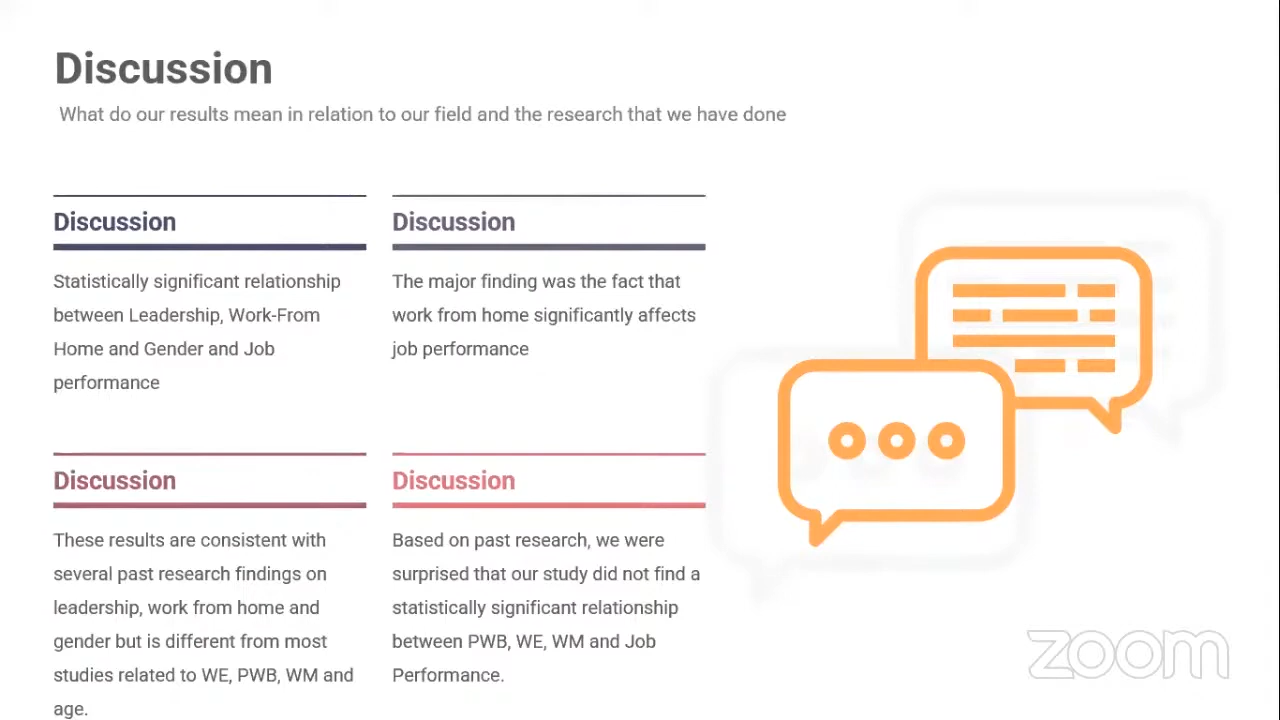 Discussion
What do our results mean in relation to our field and the research that we have done
Discussion
Statistically significant relationship
between Leadership, Work-From
Home and Gender and Job
performance
Discussion
The major finding was the fact that
work from home significantly affects
job performance
Discussion
These results are consistent with
several past research findings on
leadership, work from home and
gender but is different from most
studies related to WE, PWB, WM and
age.
Discussion
Based on past research, we were
surprised that our study did not find a
statistically significant relationship
between PWB, WE, WM and Job
Performance.
zoom